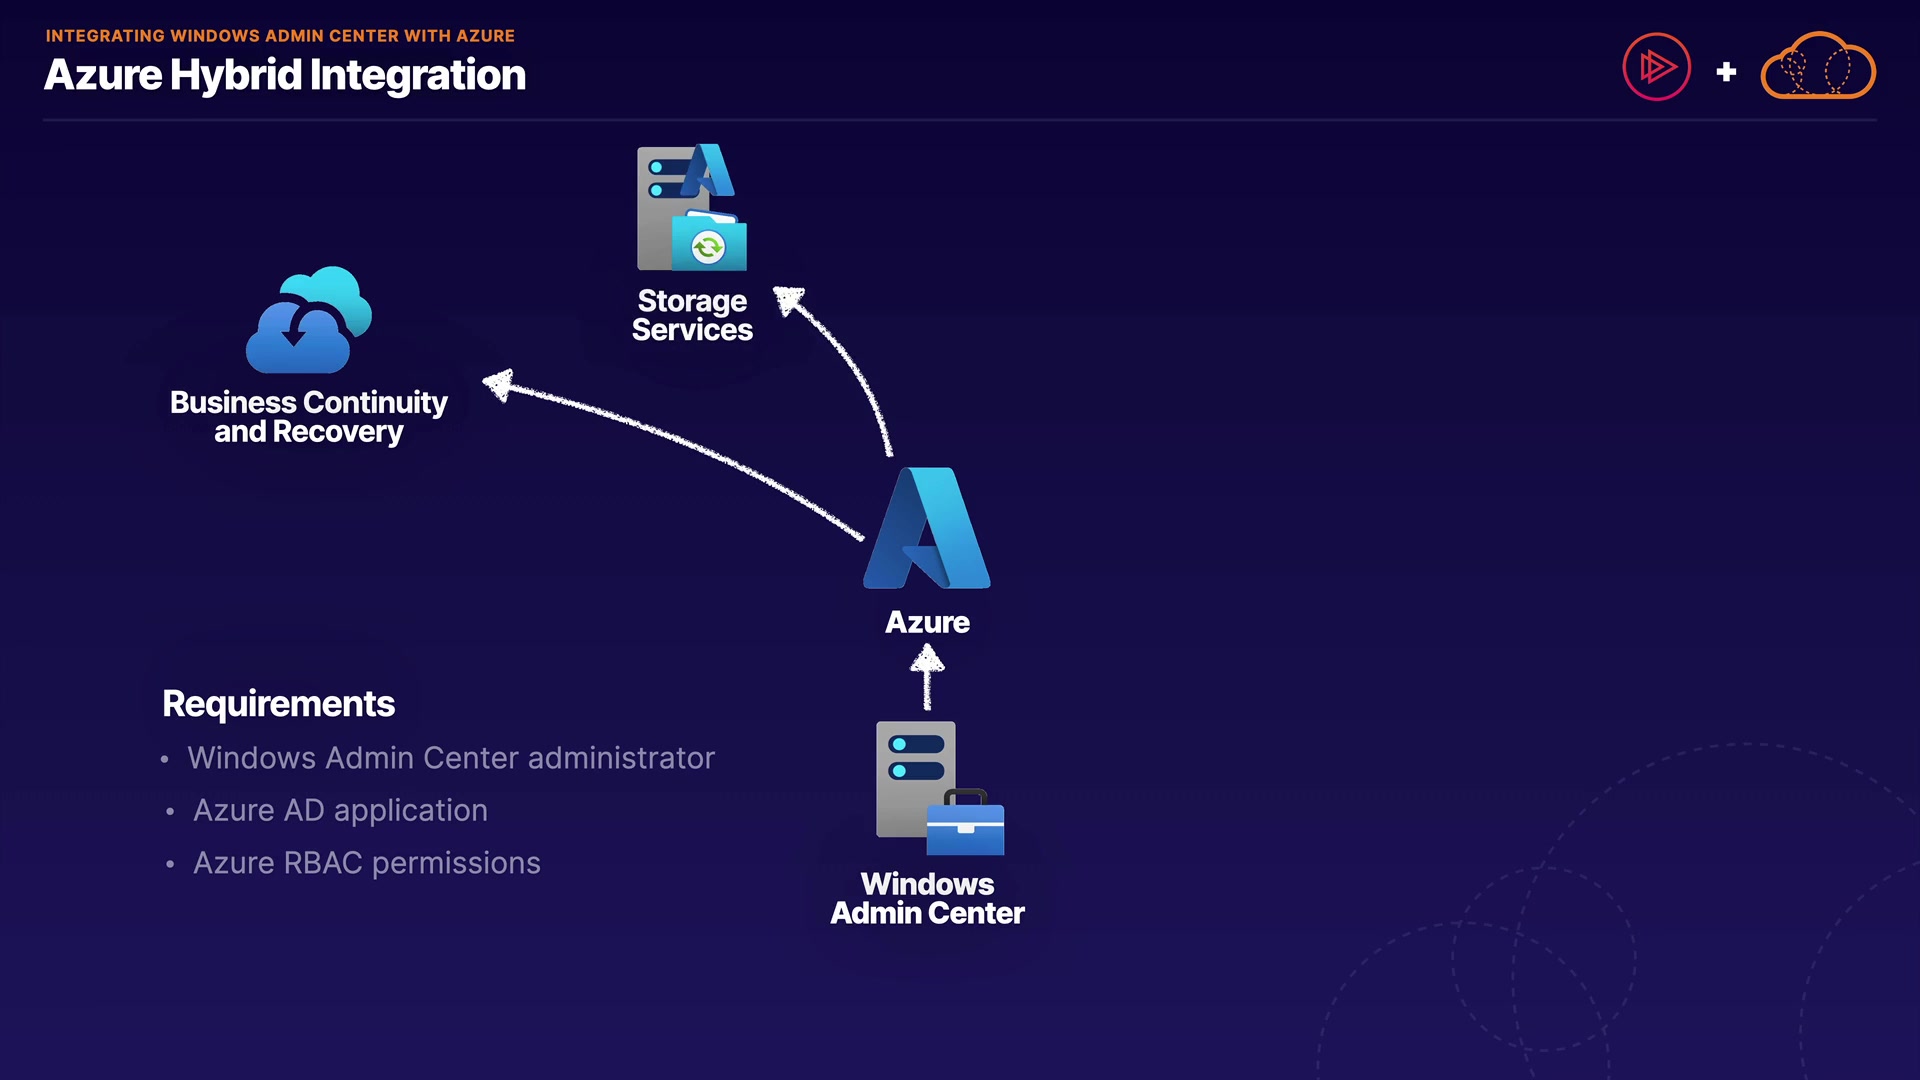 INTEGRATING WINDOWS ADMIN CENTER WITH AZURE
Azure Hybrid Integration
Storage
Services
Business Continuity
and Recovery
Azure
Requirements
• Windows Admin Center administrator
• Azure AD application
• Azure RBAC permissions
Windows
Admin Center